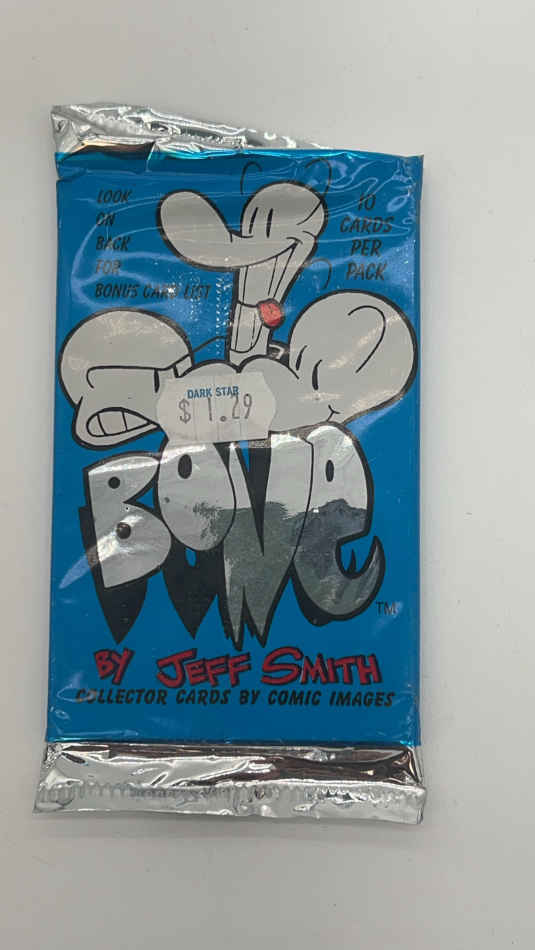 LOOK
ON
BACK
FOR
BONUS CARD LIST
10
CARDS
PER
PACK
DARK STAR
$ 1.29
BONE
TM
BY JEFF SMITH
COLLECTOR CARDS BY COMIC IMAGES